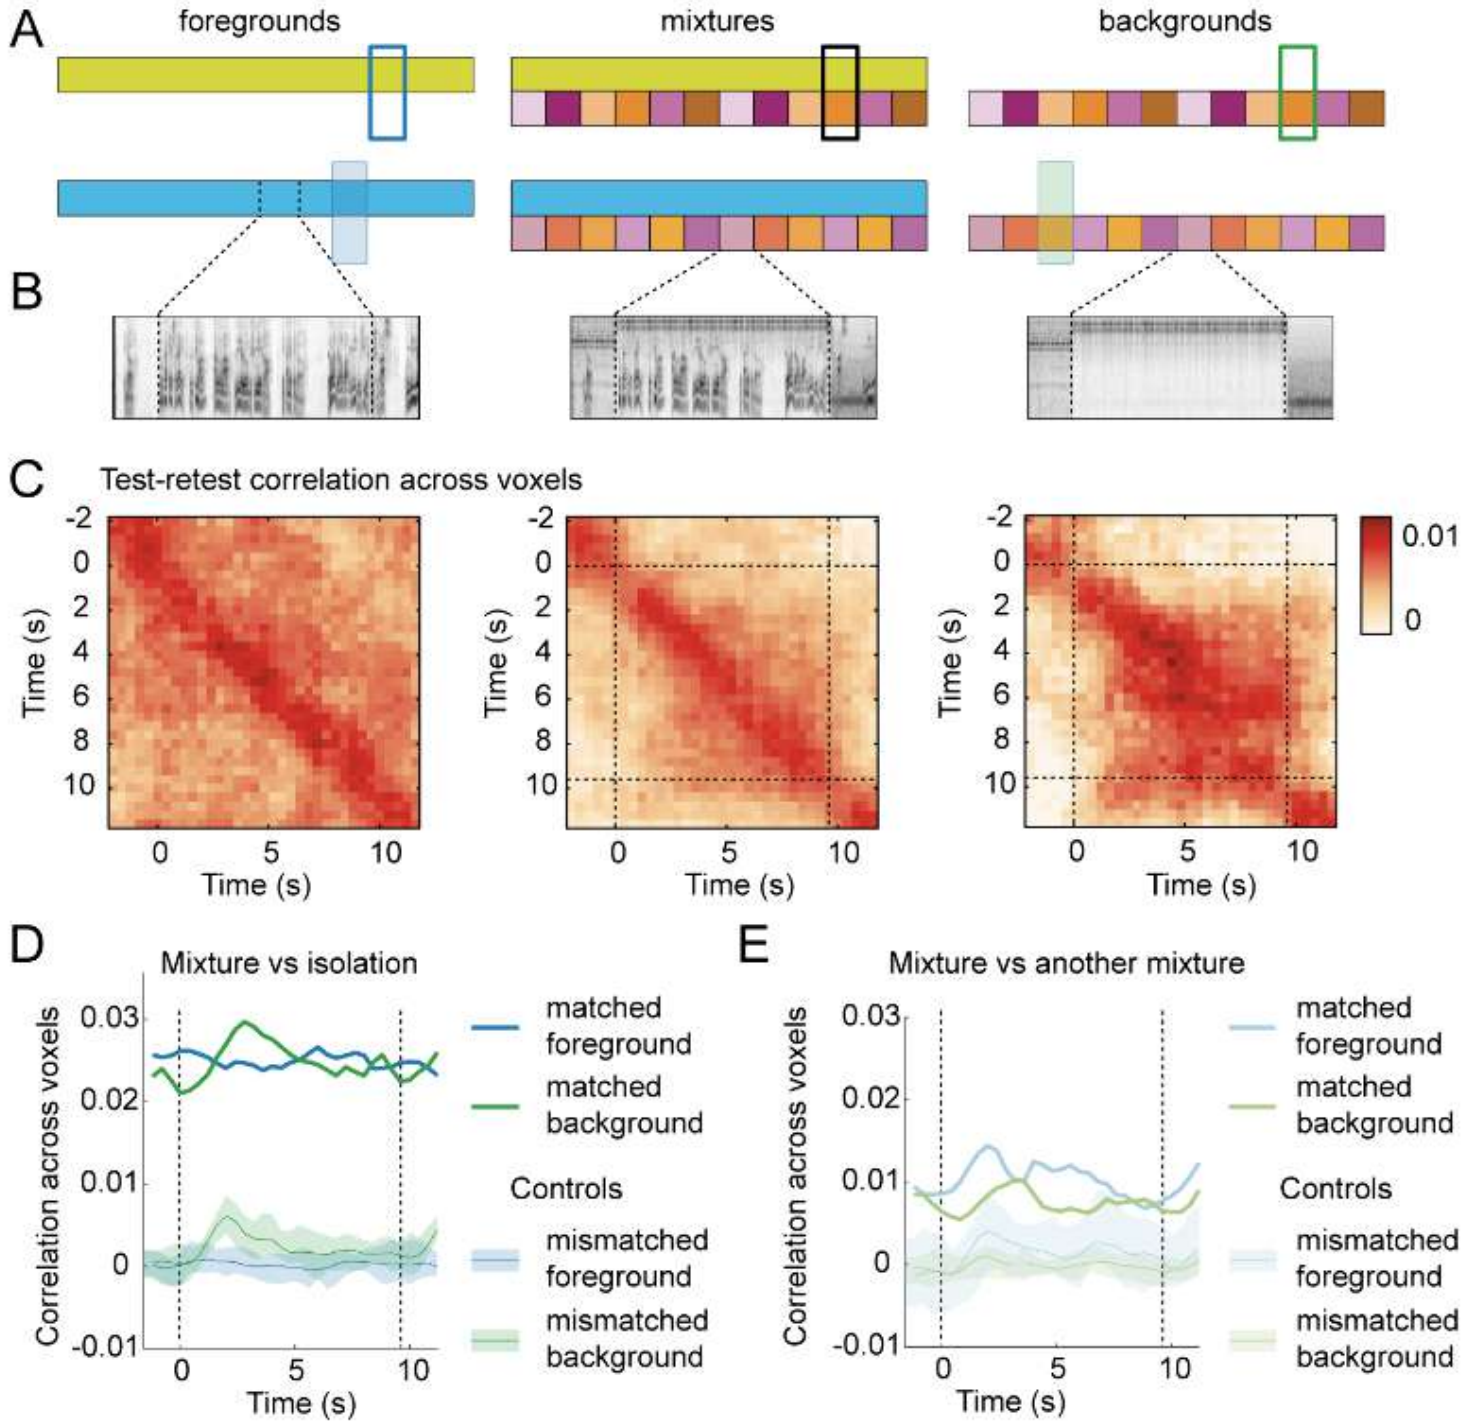 A
foregrounds
mixtures
backgrounds
B
C
Test-retest correlation across voxels
-2
0
2
4
6
8
10
Time (s)
0
5
10
Time (s)
-2
0
2
4
6
8
10
Time (s)
0
5
10
Time (s)
-2
0
2
4
6
8
10
Time (s)
0
5
10
Time (s)
0.01
0
D
Mixture vs isolation
0.03
0.02
0.01
0
-0.01
Correlation across voxels
0
5
10
Time (s)
matched
foreground
matched
background
Controls
mismatched
foreground
mismatched
background
E
Mixture vs another mixture
0.03
0.02
0.01
0
-0.01
Correlation across voxels
0
5
10
Time (s)
matched
foreground
matched
background
Controls
mismatched
foreground
mismatched
background